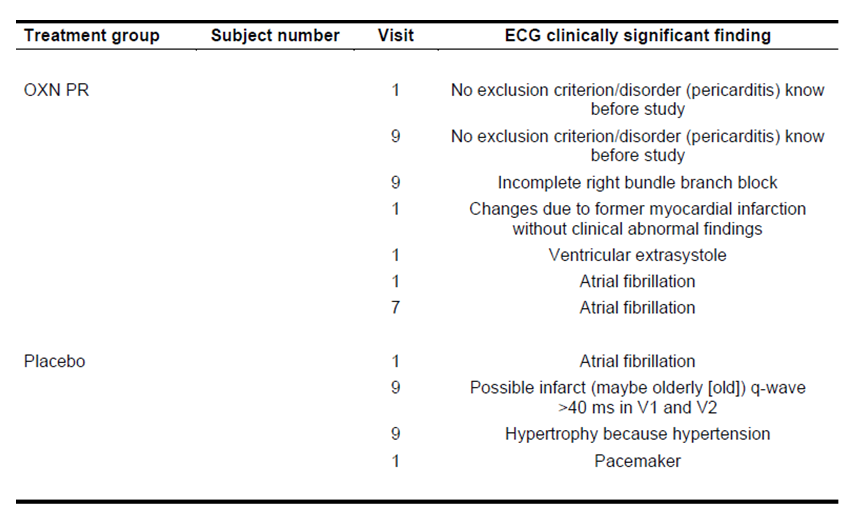 Treatment group Subject number Visit ECG clinically significant finding
OXN PR 1 No exclusion criterion/disorder (pericarditis) know
before study
9 No exclusion criterion/disorder (pericarditis) know
before study
9 Incomplete right bundle branch block
1 Changes due to former myocardial infarction
without clinical abnormal findings
1 Ventricular extrasystole
1 Atrial fibrillation
7 Atrial fibrillation
Placebo 1 Atrial fibrillation
9 Possible infarct (maybe olderly [old]) q-wave
>40 ms in V1 and V2
9 Hypertrophy because hypertension
1 Pacemaker